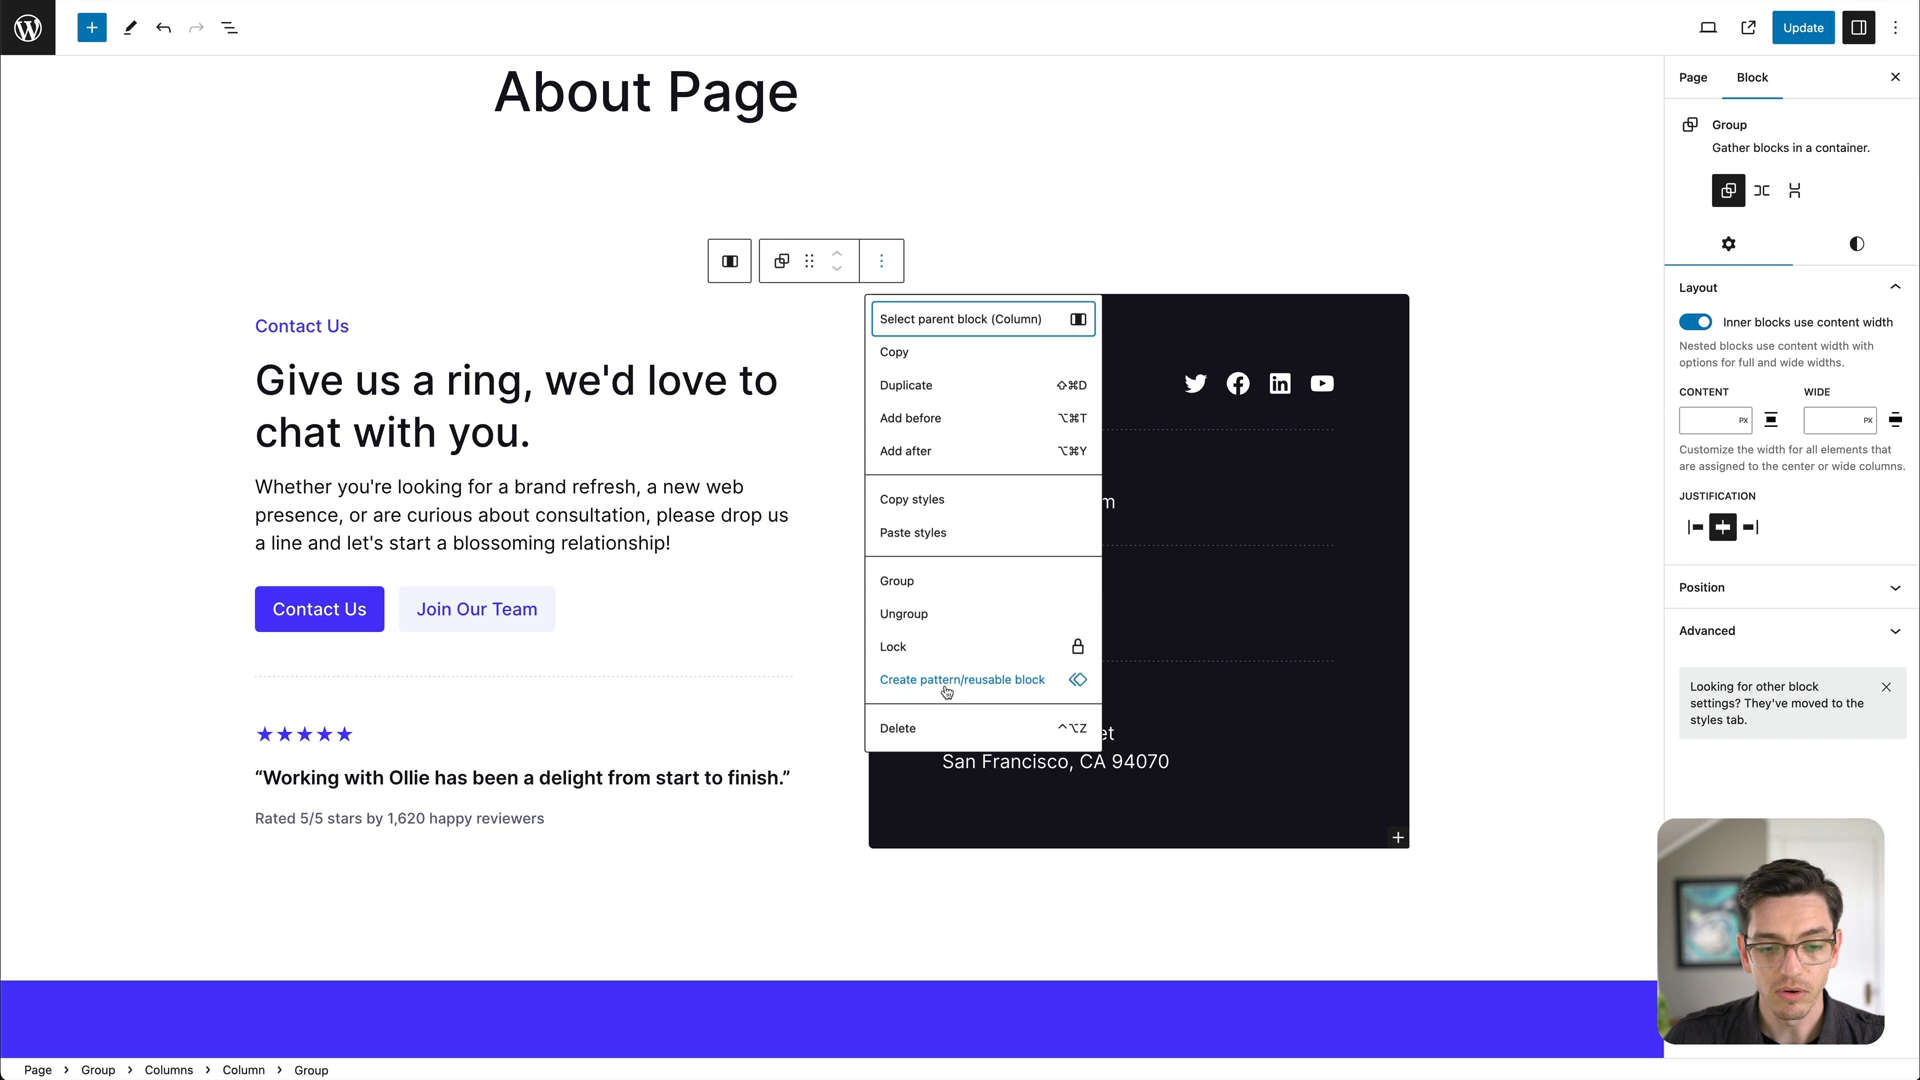 Update
About Page
Contact Us
Give us a ring, we'd love to
chat with you.
Whether you're looking for a brand refresh, a new web
presence, or are curious about consultation, please drop us
a line and let's start a blossoming relationship!
Contact Us
Join Our Team
★★★★★
“Working with Ollie has been a delight from start to finish.”
Rated 5/5 stars by 1,620 happy reviewers
Select parent block (Column)
Copy
Duplicate ⇧⌘D
Add before ⌥⌘T
Add after ⌥⌘Y
Copy styles
Paste styles
Group
Ungroup
Lock
Create pattern/reusable block
Delete ^⌥Z
m
et
San Francisco, CA 94070
Page
Block
Group
Gather blocks in a container.
Layout
Inner blocks use content width
Nested blocks use content width with
options for full and wide widths.
CONTENT
WIDE
PX
PX
Customize the width for all elements that
are assigned to the center or wide columns.
JUSTIFICATION
Position
Advanced
Looking for other block
settings? They've moved to the
styles tab.
Page > Group > Columns > Column > Group